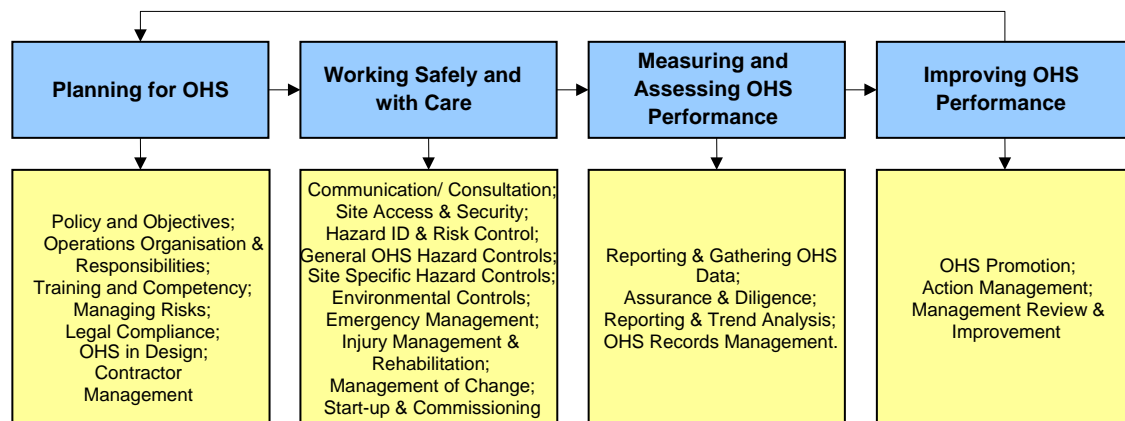 Planning for OHS
Working Safely and
with Care
Measuring and
Assessing OHS
Performance
Improving OHS
Performance
Policy and Objectives;
Operations Organisation &
Responsibilities;
Training and Competency;
Managing Risks;
Legal Compliance;
OHS in Design;
Contractor
Management
Communication/ Consultation;
Site Access & Security;
Hazard ID & Risk Control;
General OHS Hazard Controls;
Site Specific Hazard Controls;
Environmental Controls;
Emergency Management;
Injury Management &
Rehabilitation;
Management of Change;
Start-up & Commissioning
Reporting & Gathering OHS
Data;
Assurance & Diligence;
Reporting & Trend Analysis;
OHS Records Management.
OHS Promotion;
Action Management;
Management Review &
Improvement